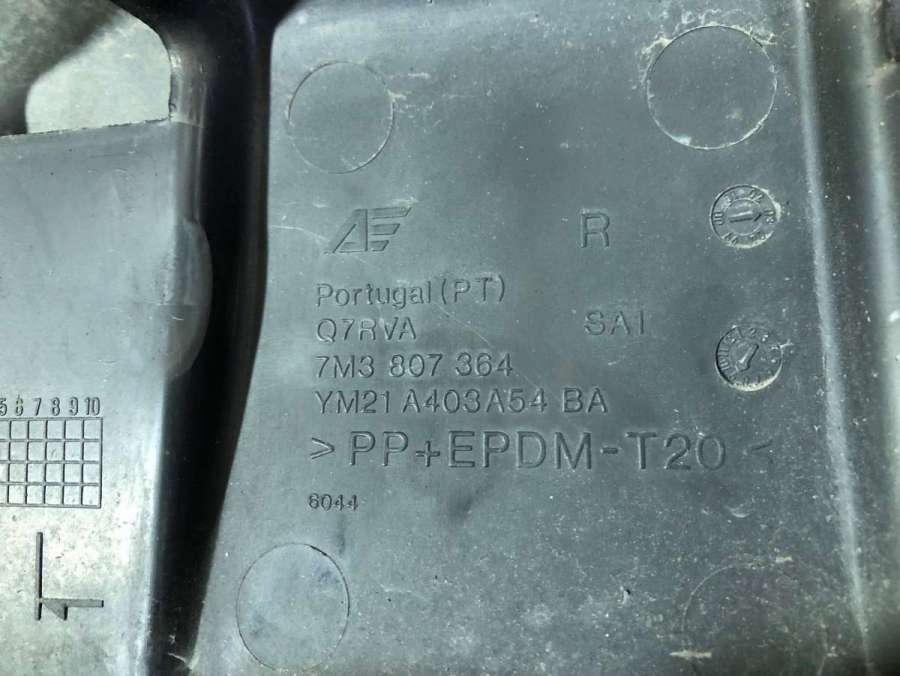 AE
R
Portugal (PT)
Q7RVA
SAI
7M3 807 364
YM21 A403A54 BA
>PP+EPDM-T20<
5 6 7 8 9 10
6044